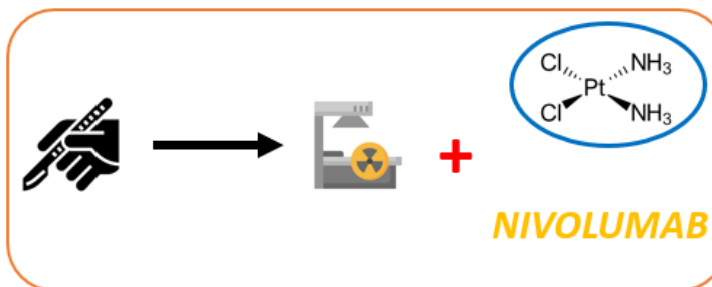 Cl NH₃
Pt
Cl NH₃
+
NIVOLUMAB